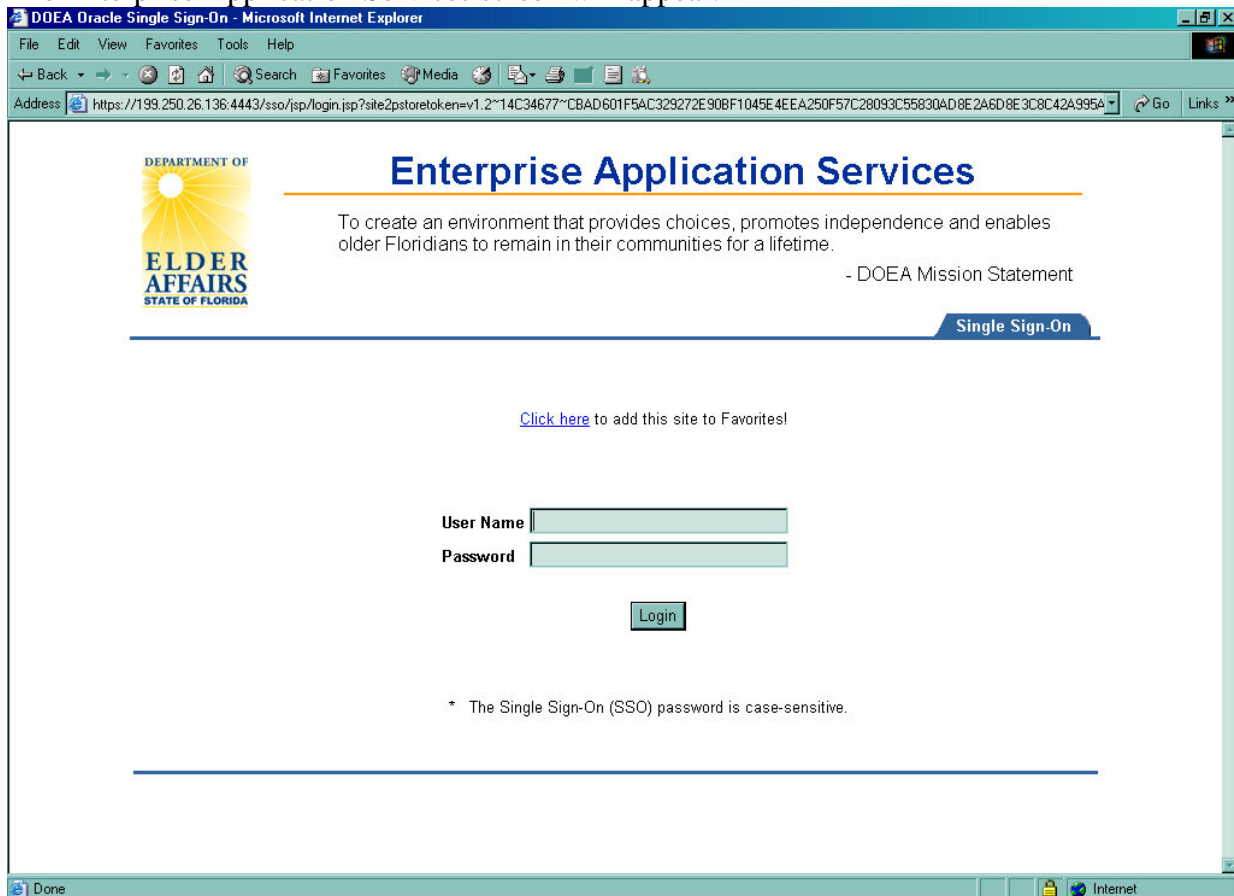 DOEA Oracle Single Sign-On - Microsoft Internet Explorer
File Edit View Favorites Tools Help
Back Search Favorites Media
Address https://199.250.26.136:4443/sso/jsp/login.jsp?site2pstoretoken=v1.2~14C34677~CBAD601F5AC329272E90BF1045E4EEA250F57C28093C55830AD8E2A6D8E3C8C42A995A Go Links »
DEPARTMENT OF
ELDER
AFFAIRS
STATE OF FLORIDA
Enterprise Application Services
To create an environment that provides choices, promotes independence and enables
older Floridians to remain in their communities for a lifetime.
- DOEA Mission Statement
Single Sign-On
Click here to add this site to Favorites!
User Name
Password
Login
* The Single Sign-On (SSO) password is case-sensitive.
Done Internet